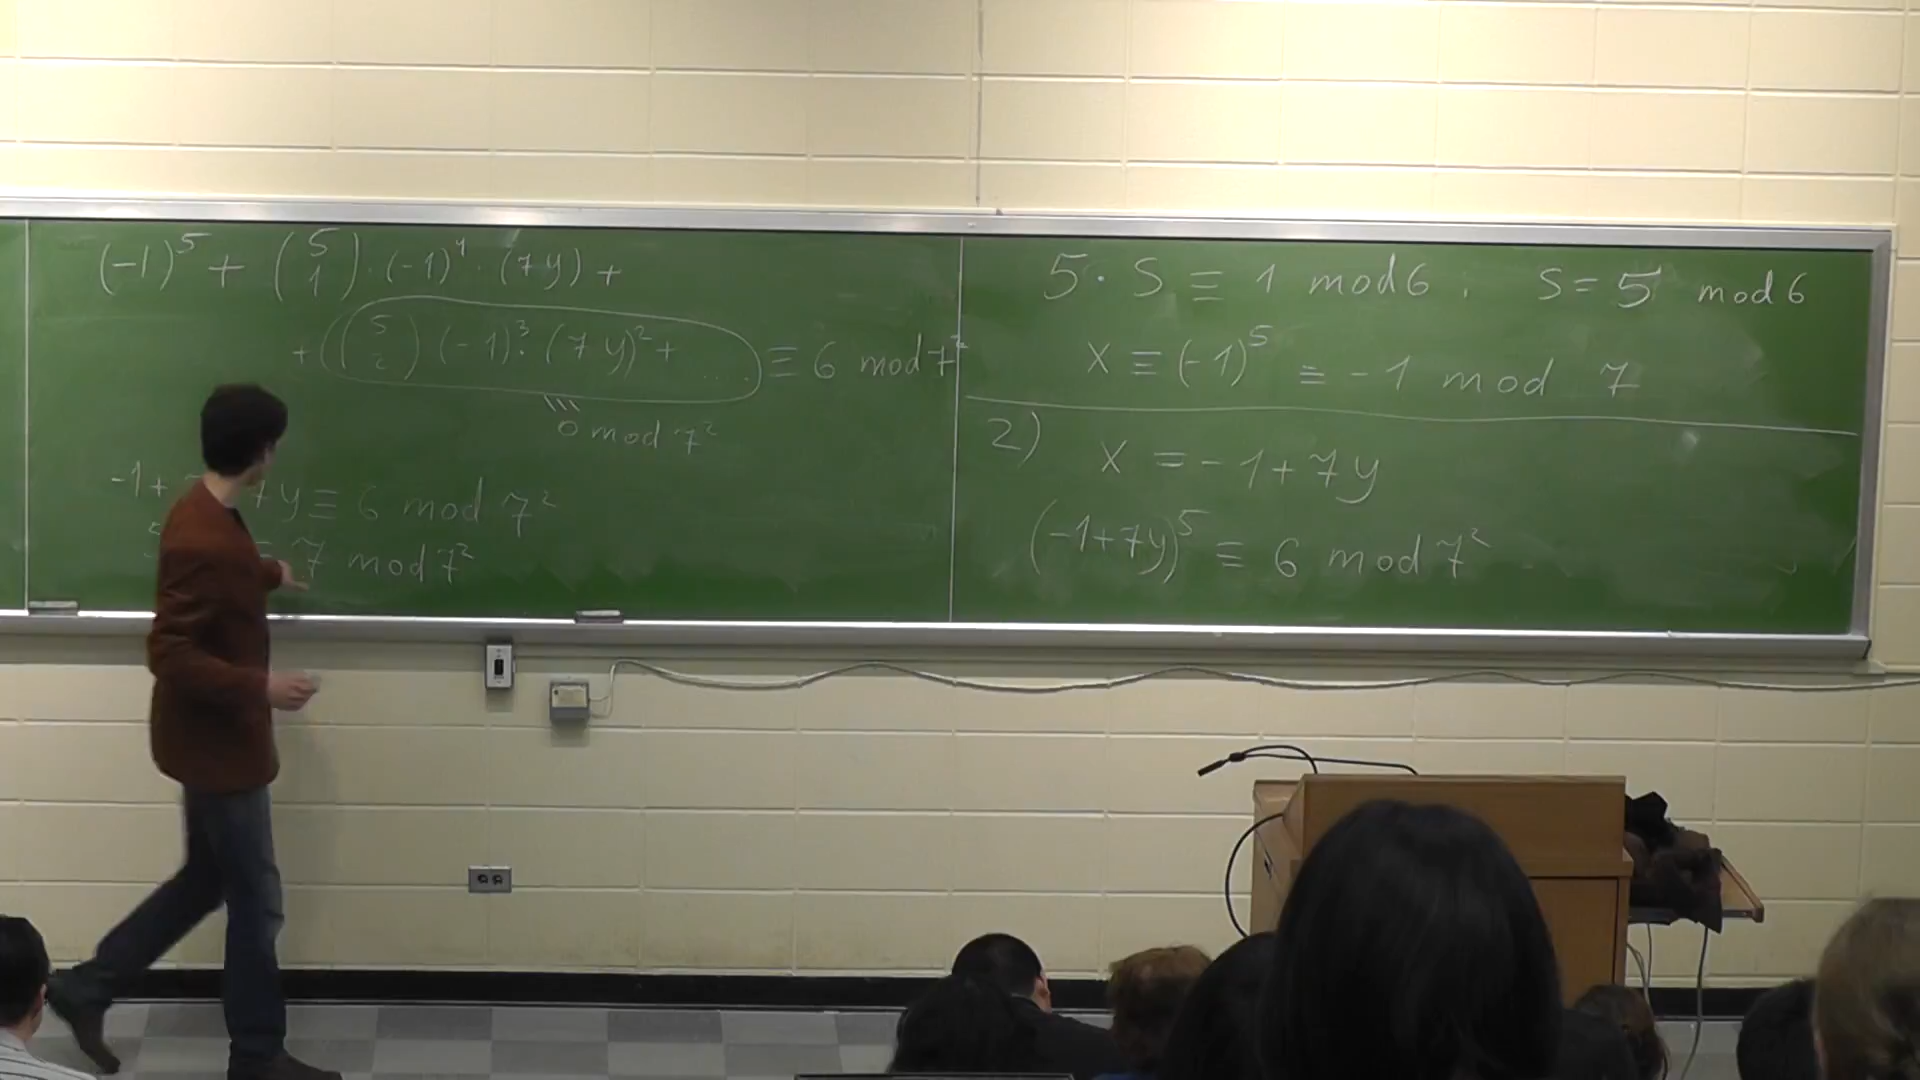 (-1)^5 + (5 1) · (-1)^4 · (7y) +
+ (5 2) (-1)^3 · (7y)^2 + ... ≡ 6 mod 7^2
0 mod 7^2
-1 + 7y ≡ 6 mod 7^2
7 mod 7^2
5 · S ≡ 1 mod 6 , S = 5 mod 6
X ≡ (-1)^5 ≡ -1 mod 7
2) X = -1 + 7y
(-1+7y)^5 ≡ 6 mod 7^2